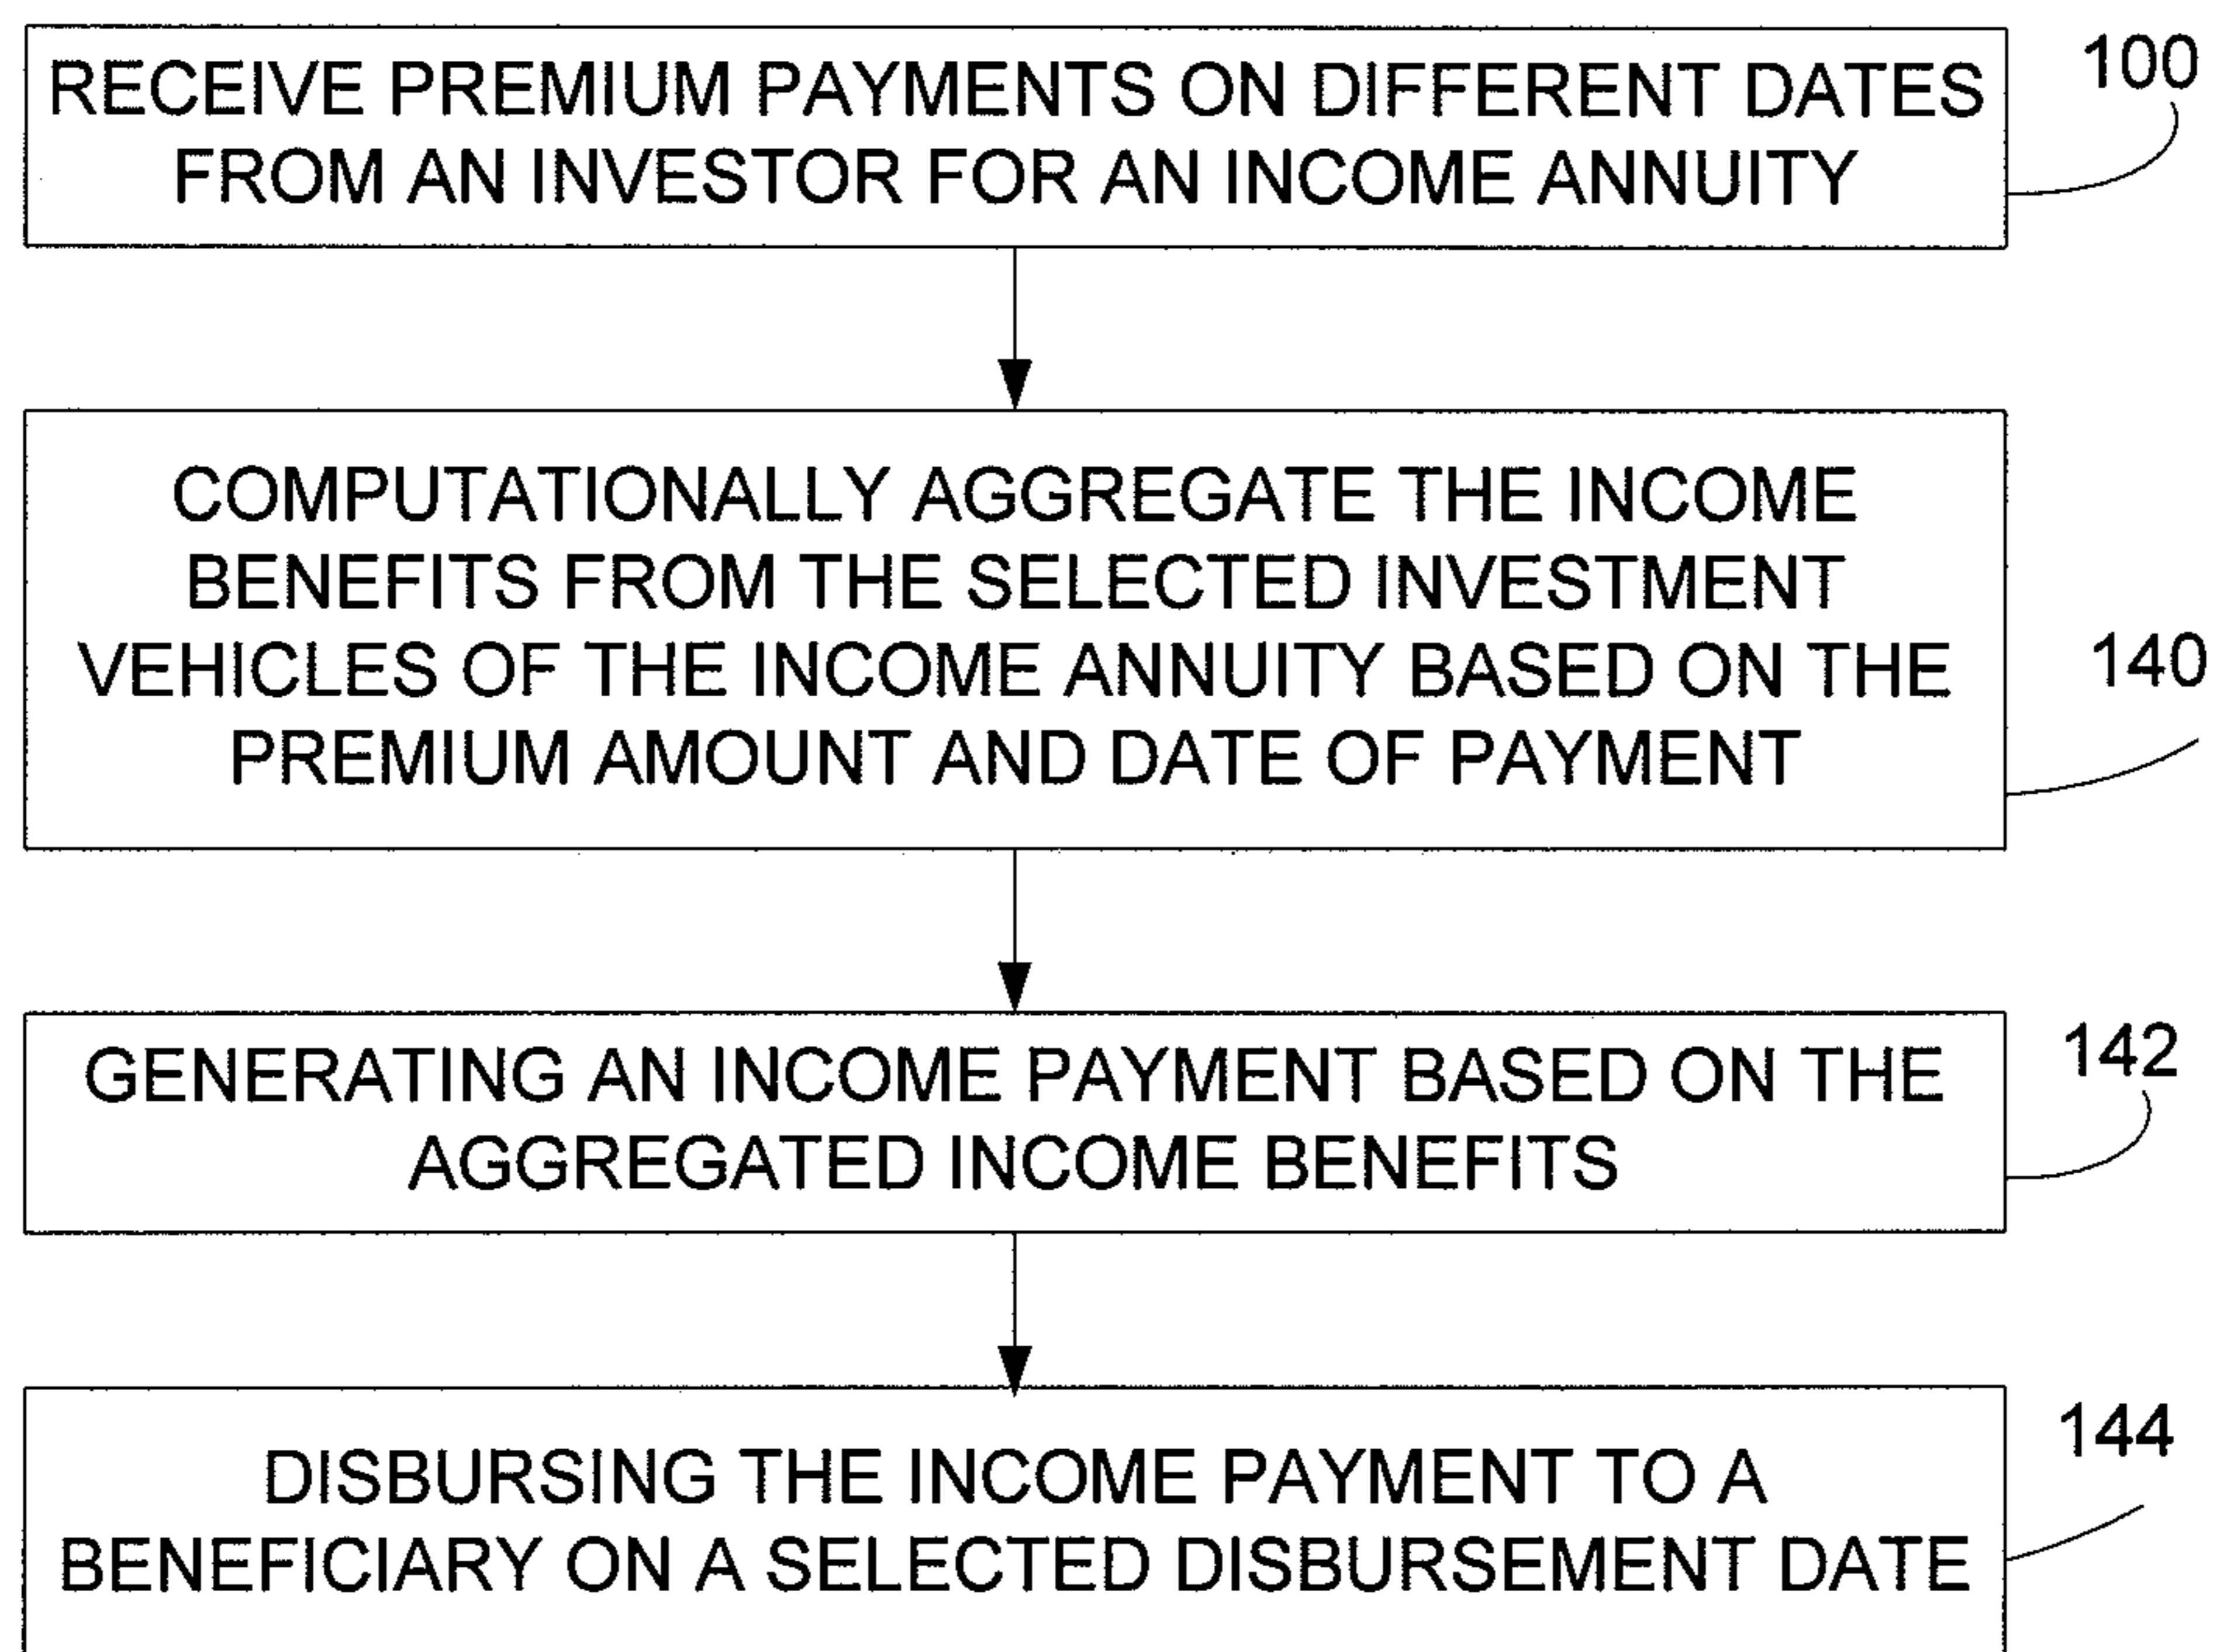 RECEIVE PREMIUM PAYMENTS ON DIFFERENT DATES
FROM AN INVESTOR FOR AN INCOME ANNUITY
100
COMPUTATIONALLY AGGREGATE THE INCOME
BENEFITS FROM THE SELECTED INVESTMENT
VEHICLES OF THE INCOME ANNUITY BASED ON THE
PREMIUM AMOUNT AND DATE OF PAYMENT
140
GENERATING AN INCOME PAYMENT BASED ON THE
AGGREGATED INCOME BENEFITS
142
DISBURSING THE INCOME PAYMENT TO A
BENEFICIARY ON A SELECTED DISBURSEMENT DATE
144